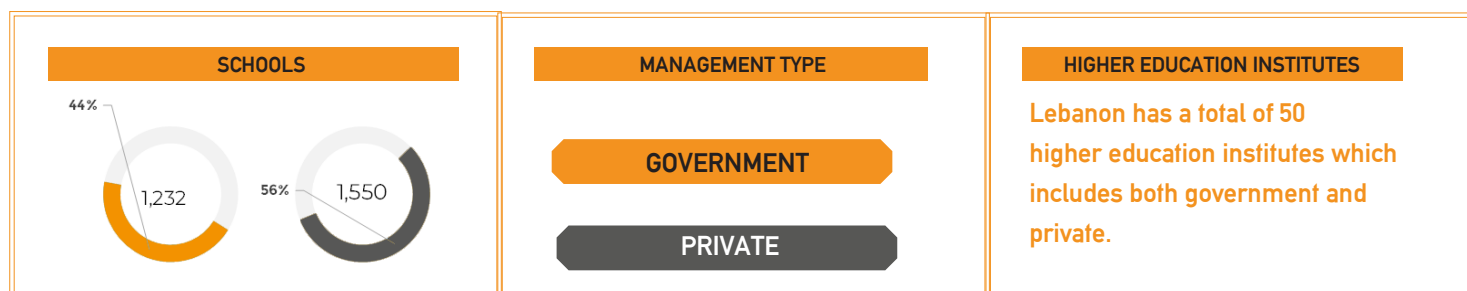 SCHOOLS
44%
1,232
56%
1,550
MANAGEMENT TYPE
GOVERNMENT
PRIVATE
HIGHER EDUCATION INSTITUTES
Lebanon has a total of 50
higher education institutes which
includes both government and
private.